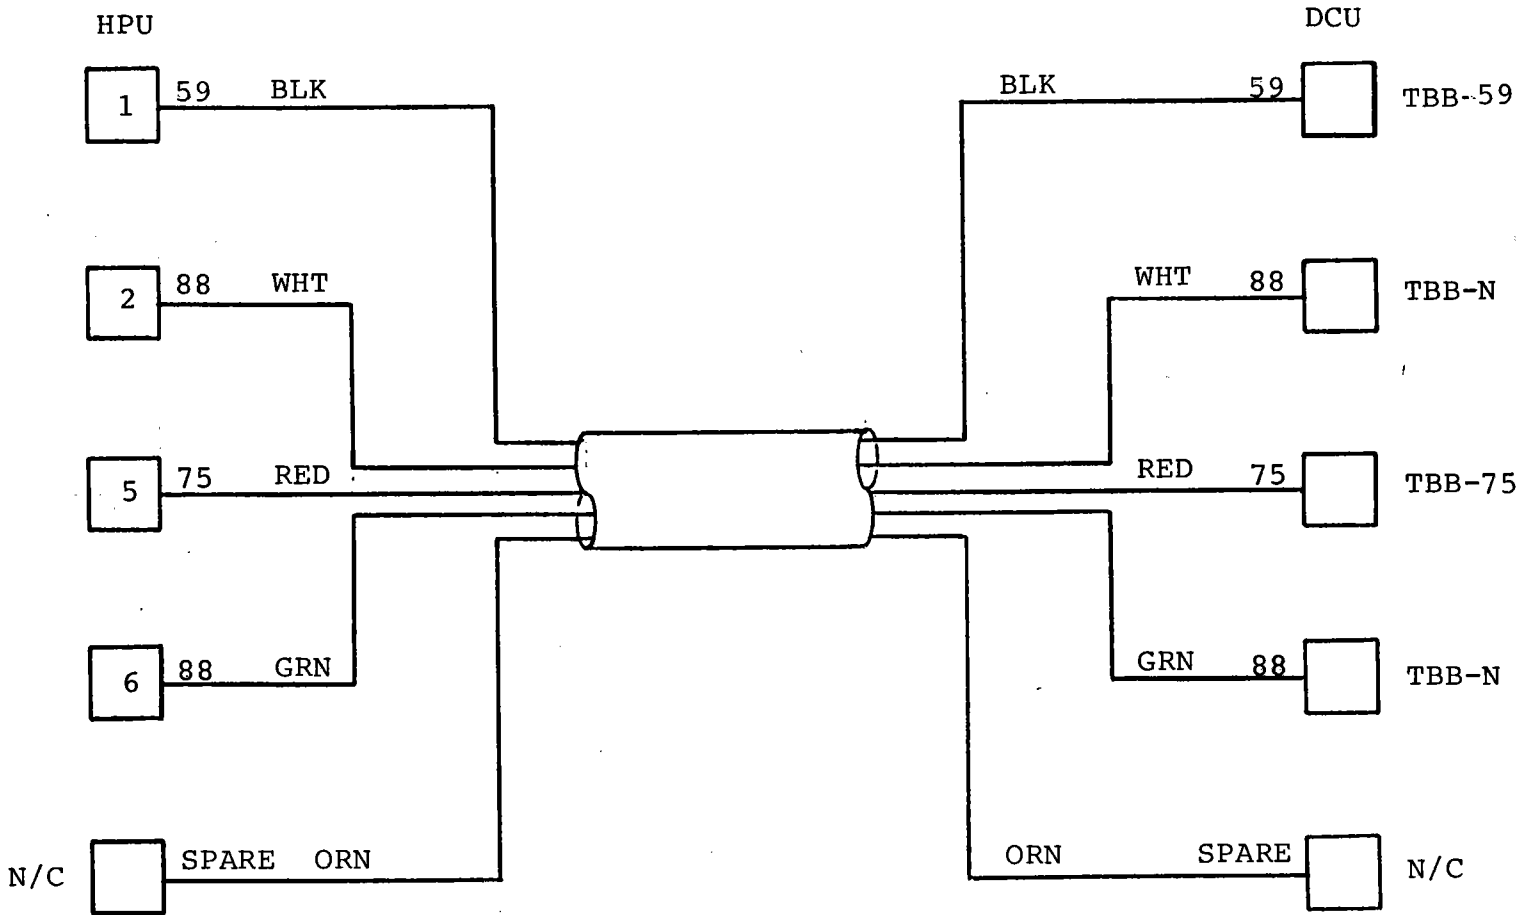 HPU DCU
1 59 BLK BLK 59 TBB-59
2 88 WHT WHT 88 TBB-N
5 75 RED RED 75 TBB-75
6 88 GRN GRN 88 TBB-N
N/C SPARE ORN ORN SPARE N/C